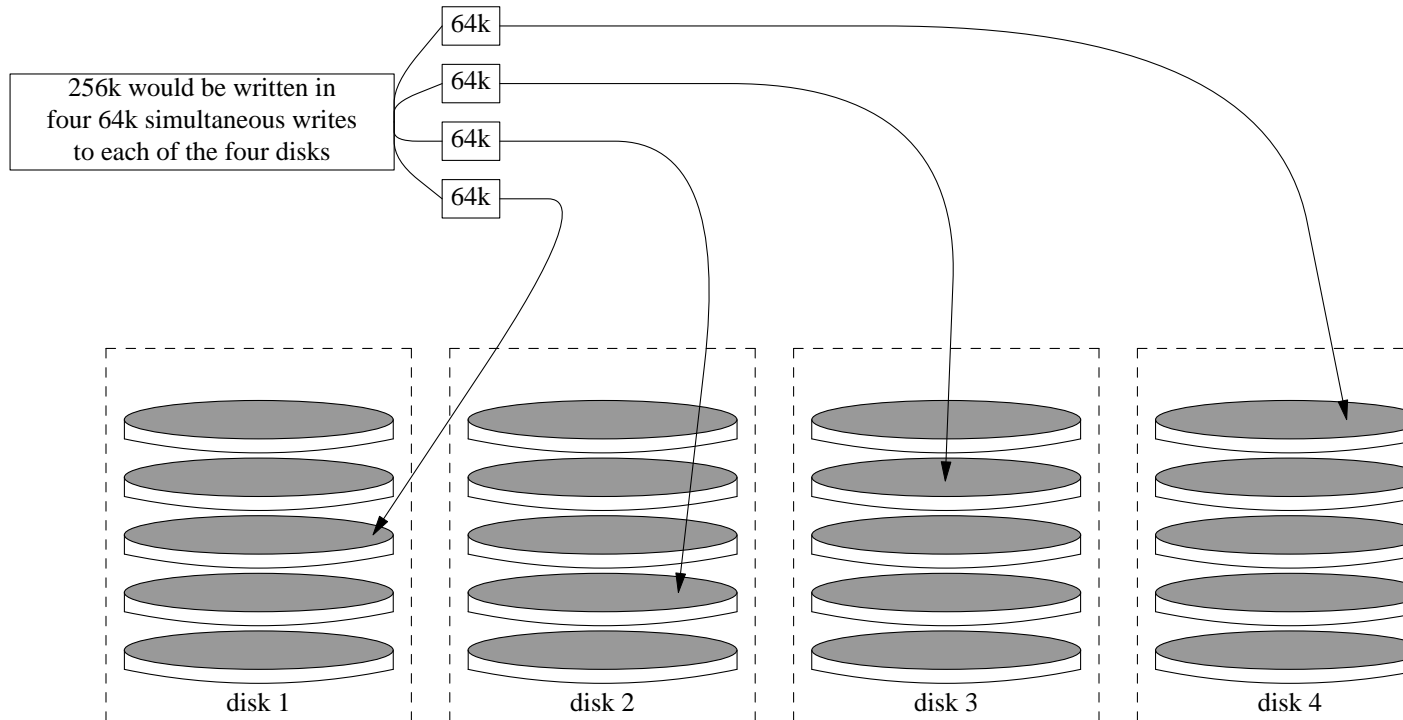 64k
256k would be written in
four 64k simultaneous writes
to each of the four disks
64k
64k
64k
disk 1
disk 2
disk 3
disk 4